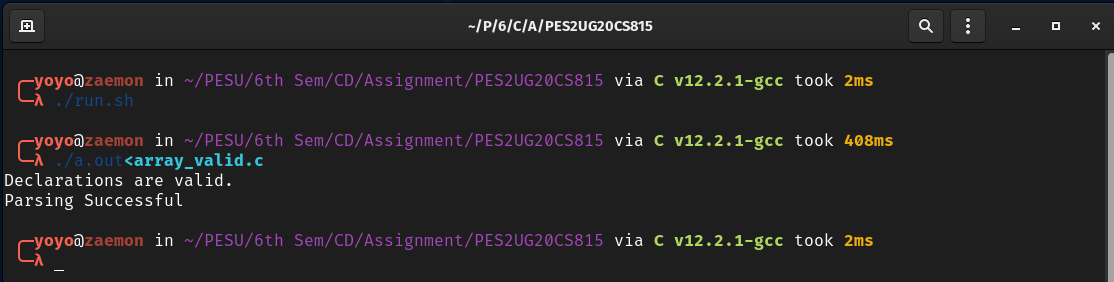 ~/P/6/C/A/PES2UG20CS815
yoyo@zaemon in ~/PESU/6th Sem/CD/Assignment/PES2UG20CS815 via C v12.2.1-gcc took 2ms
λ ./run.sh
yoyo@zaemon in ~/PESU/6th Sem/CD/Assignment/PES2UG20CS815 via C v12.2.1-gcc took 408ms
λ ./a.out<array_valid.c
Declarations are valid.
Parsing Successful
yoyo@zaemon in ~/PESU/6th Sem/CD/Assignment/PES2UG20CS815 via C v12.2.1-gcc took 2ms
λ _